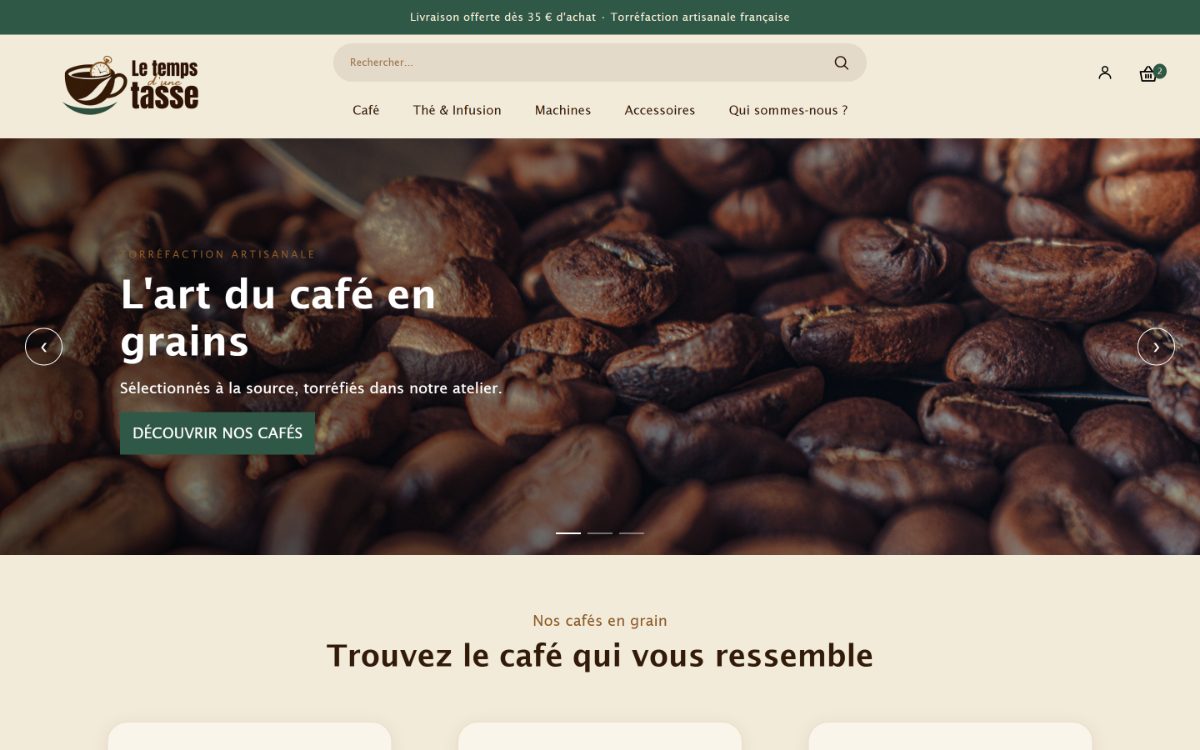 Livraison offerte dès 35 € d'achat · Torréfaction artisanale française
Le temps
d'une
tasse
Rechercher...
2
Café
Thé & Infusion
Machines
Accessoires
Qui sommes-nous ?
TORRÉFACTION ARTISANALE
L'art du café en
grains
Sélectionnés à la source, torréfiés dans notre atelier.
DÉCOUVRIR NOS CAFÉS
Nos cafés en grain
Trouvez le café qui vous ressemble